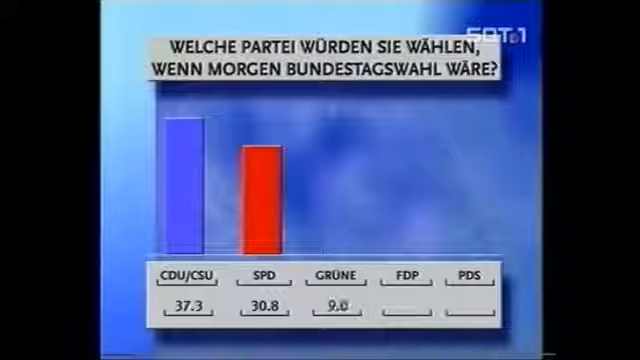 SAT.1
WELCHE PARTEI WÜRDEN SIE WÄHLEN,
WENN MORGEN BUNDESTAGSWAHL WÄRE?
CDU/CSU SPD GRÜNE FDP PDS
37.3 30.8 9.0